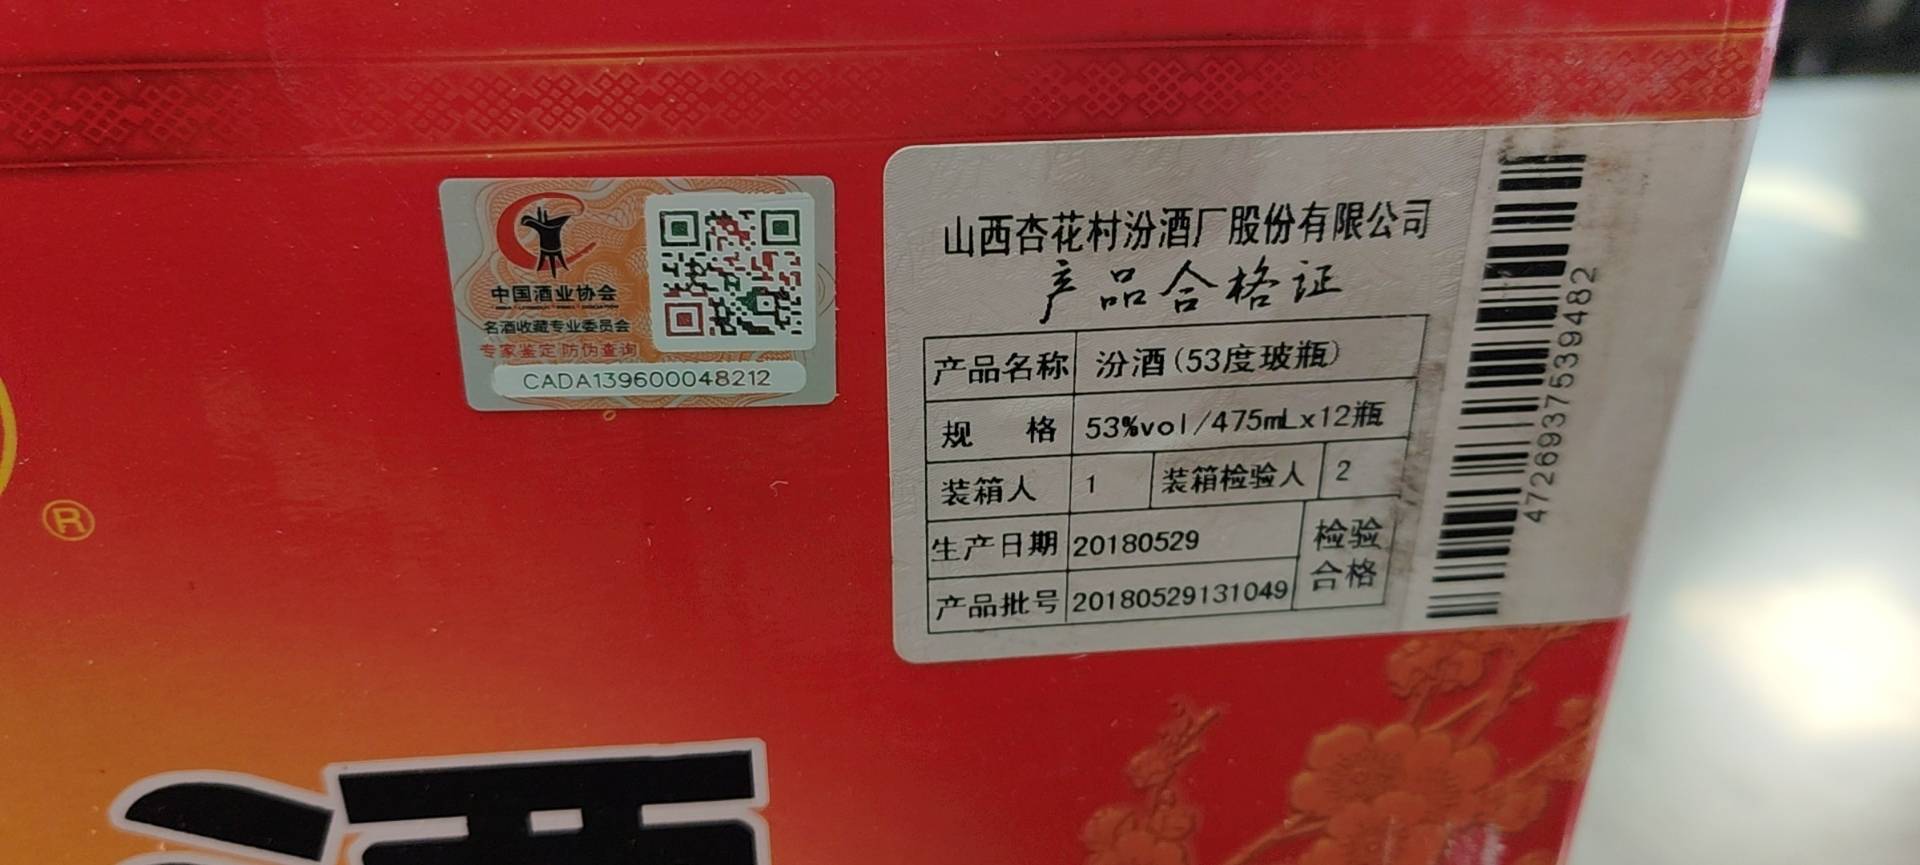 中国酒业协会
名酒收藏专业委员会
专家鉴定 防伪查询
CADA139600048212
®
山西杏花村汾酒厂股份有限公司
产品合格证
产品名称 汾酒(53度玻瓶)
规 格 53%vol/475mLx12瓶
装箱人 1 装箱检验人 2
生产日期 20180529 检验
产品批号 20180529131049 合格
4726937539482
酒